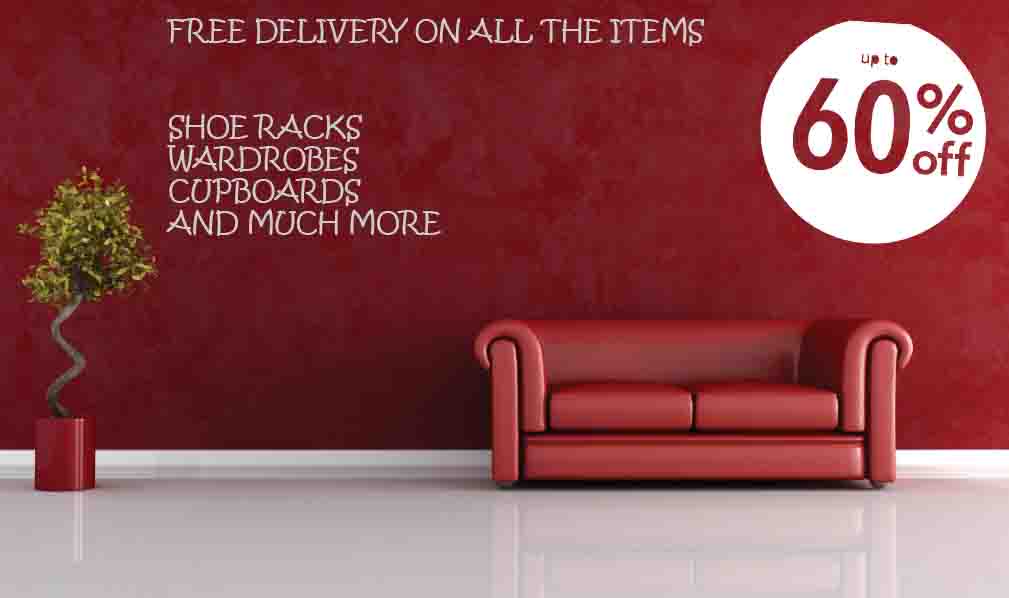 FREE DELIVERY ON ALL THE ITEMS
SHOE RACKS
WARDROBES
CUPBOARDS
AND MUCH MORE
up to
60%
off